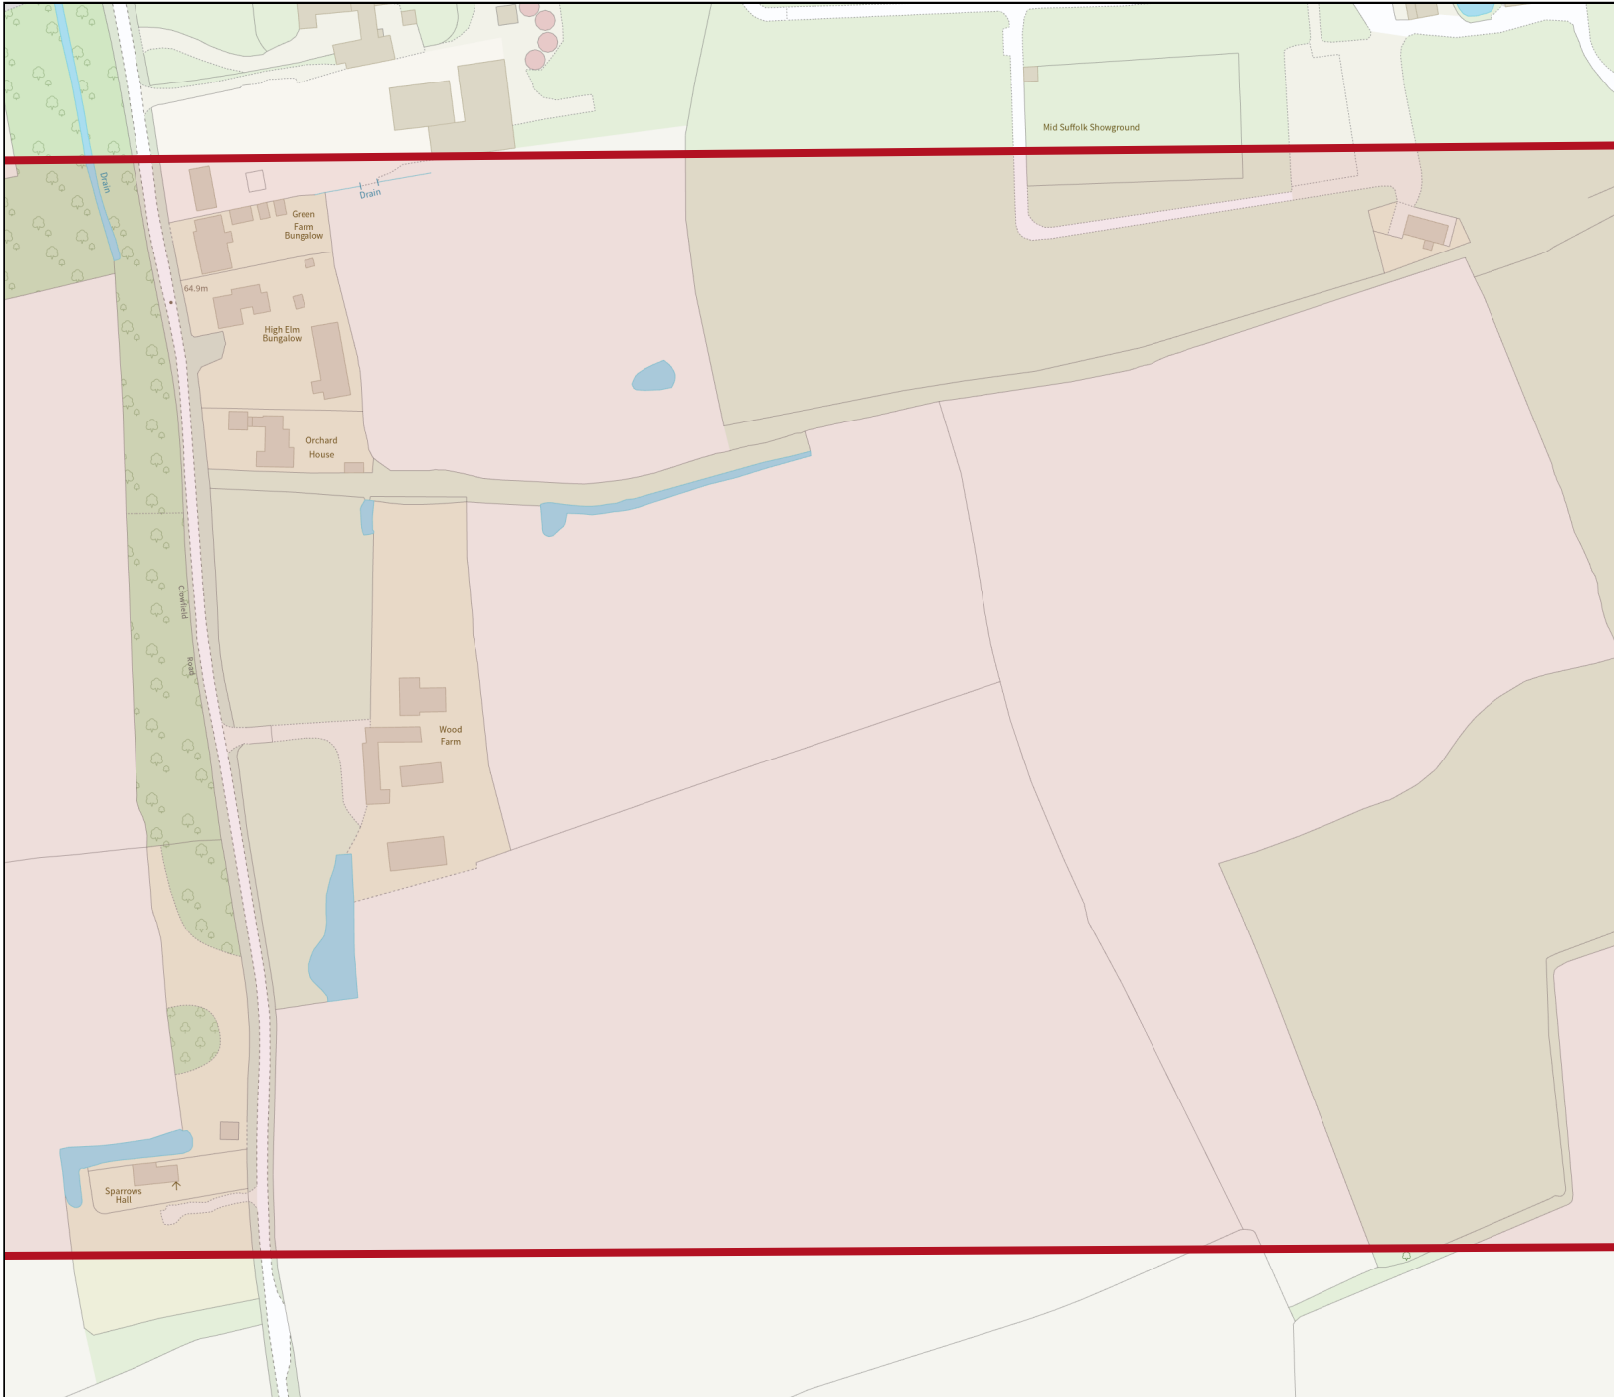 Mid Suffolk Showground
Drain
Drain
Green
Farm
Bungalow
64.9m
High Elm
Bungalow
Orchard
House
Clowfield
Road
Wood
Farm
Sparrows
Hall